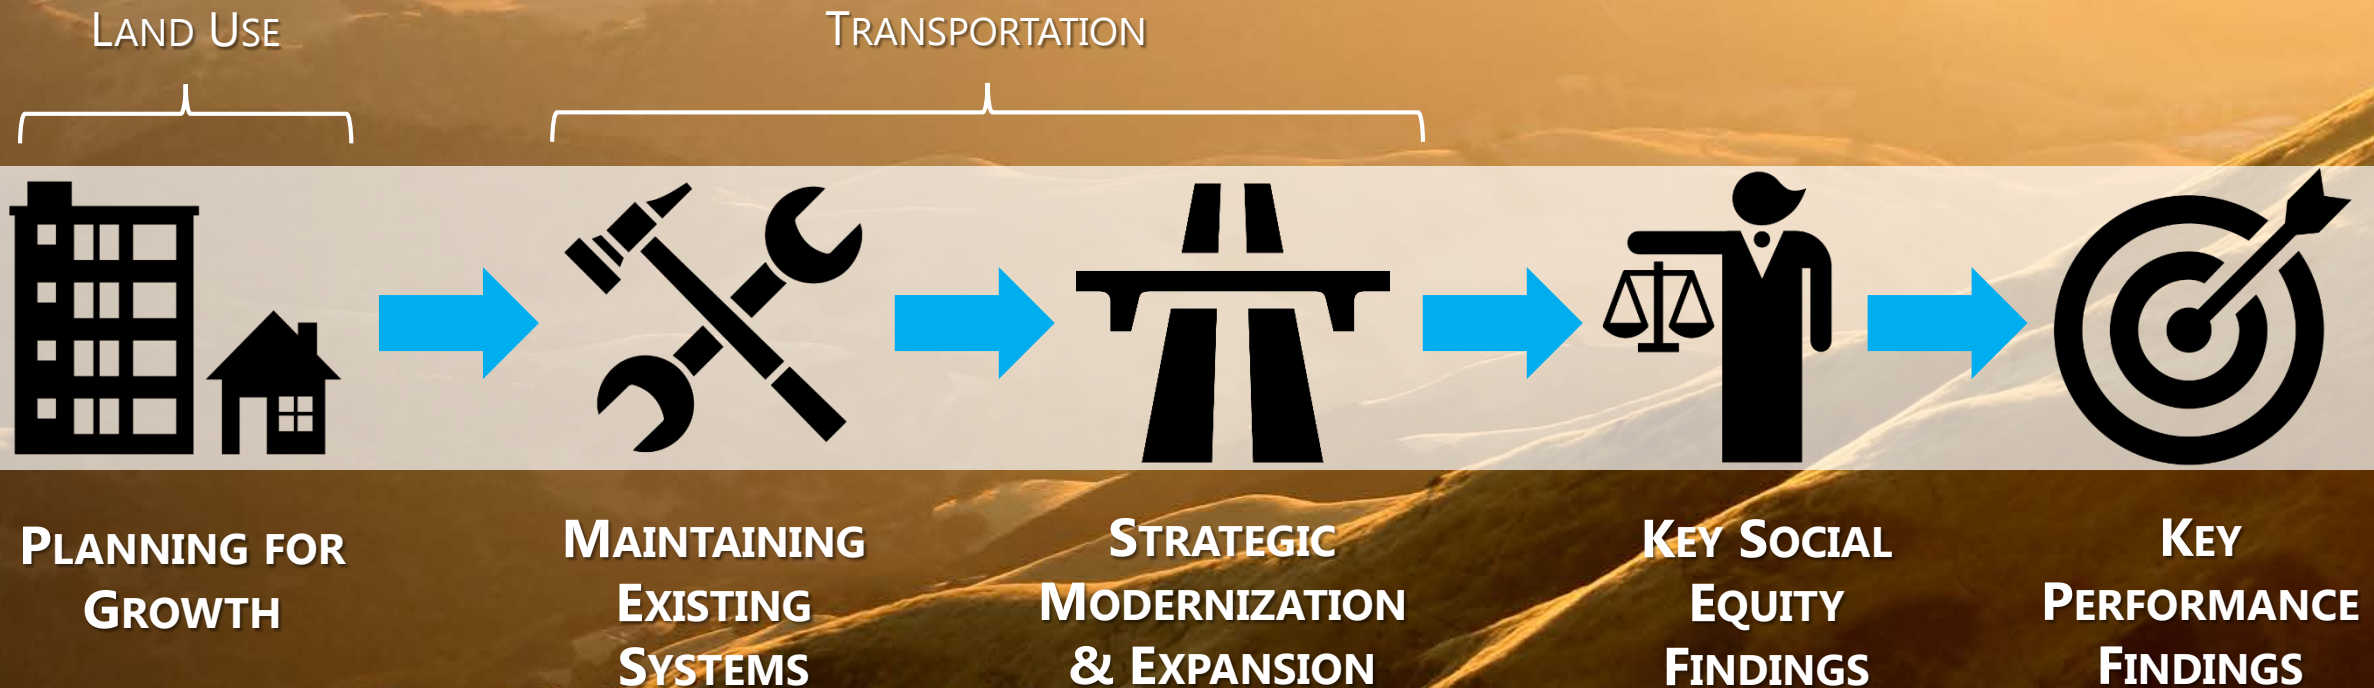 LAND USE
TRANSPORTATION
PLANNING FOR
GROWTH
MAINTAINING
EXISTING
SYSTEMS
STRATEGIC
MODERNIZATION
& EXPANSION
KEY SOCIAL
EQUITY
FINDINGS
KEY
PERFORMANCE
FINDINGS